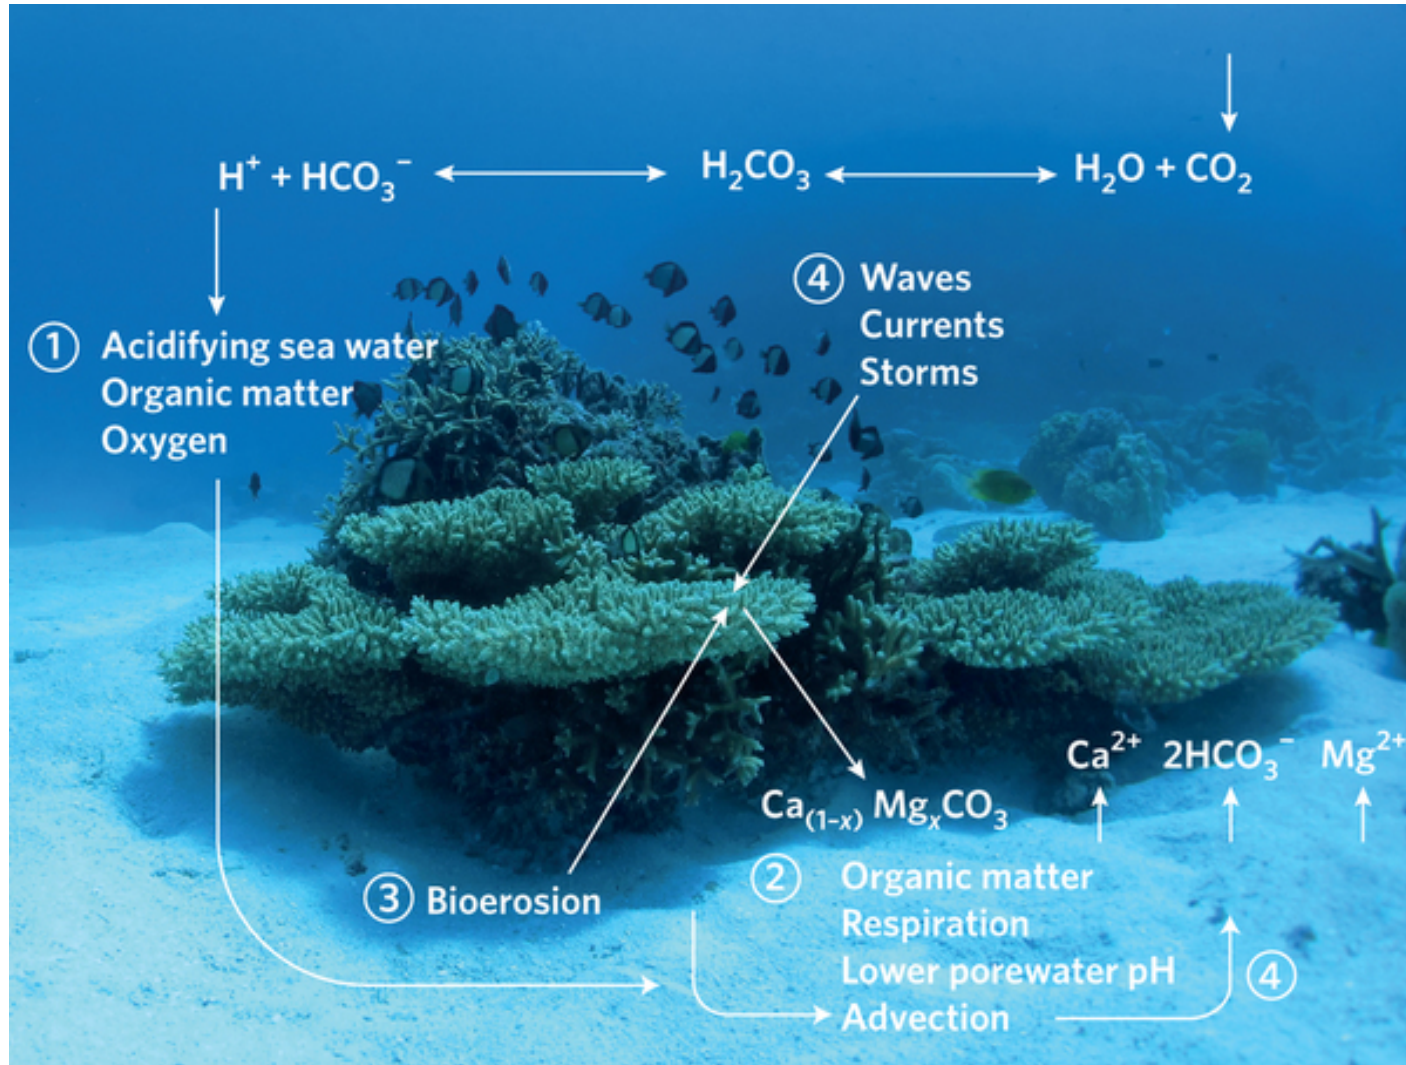 H⁺ + HCO₃⁻ ⟷ H₂CO₃ ⟷ H₂O + CO₂
① Acidifying sea water
Organic matter
Oxygen
④ Waves
Currents
Storms
Ca²⁺ 2HCO₃⁻ Mg²⁺
Ca₍₁₋ₓ₎ MgₓCO₃
③ Bioerosion
② Organic matter
Respiration
Lower porewater pH
Advection
④